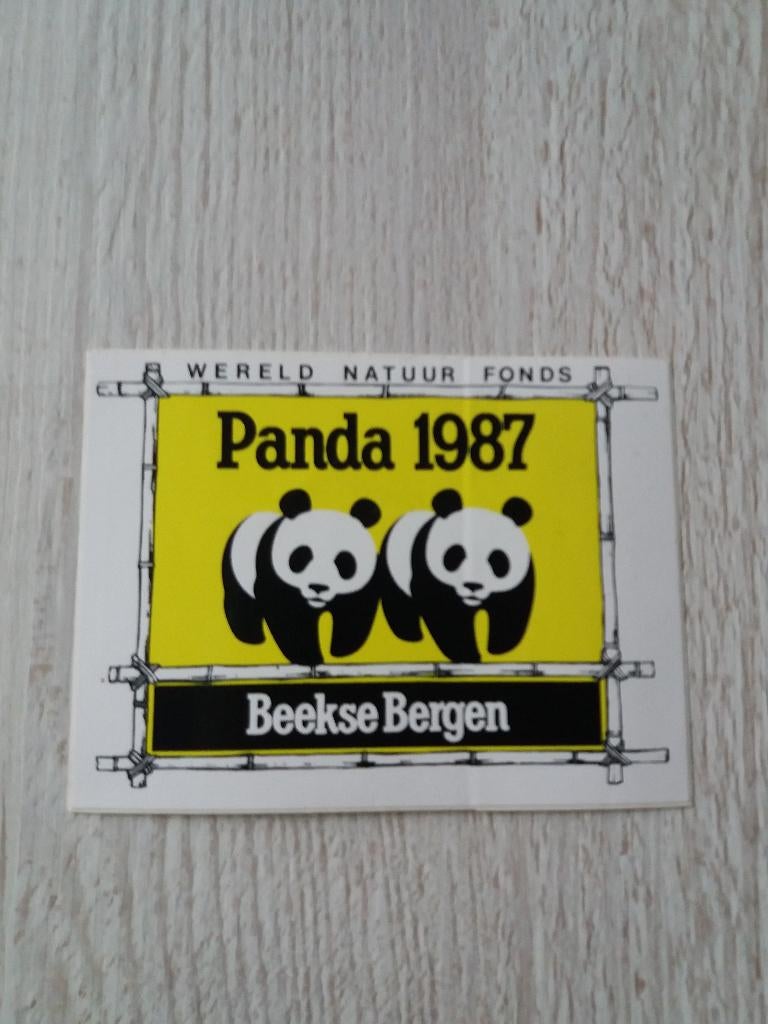 WERELD NATUUR FONDS
Panda 1987
Beekse Bergen